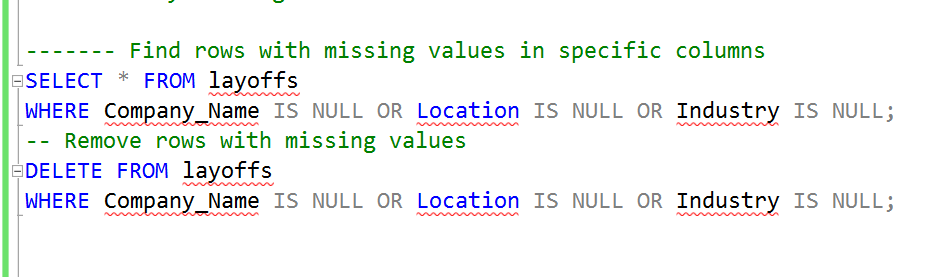 ------- Find rows with missing values in specific columns
SELECT * FROM layoffs
WHERE Company_Name IS NULL OR Location IS NULL OR Industry IS NULL;
-- Remove rows with missing values
DELETE FROM layoffs
WHERE Company_Name IS NULL OR Location IS NULL OR Industry IS NULL;